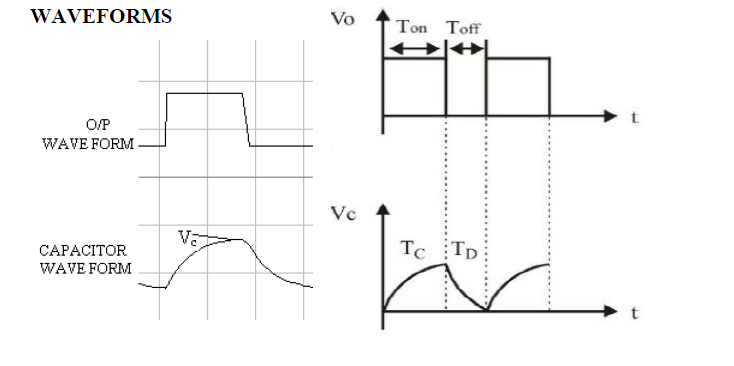 WAVEFORMS
O/P
WAVE FORM
Vc
CAPACITOR
WAVE FORM
Vo
Ton Toff
t
Vc
TC TD
t